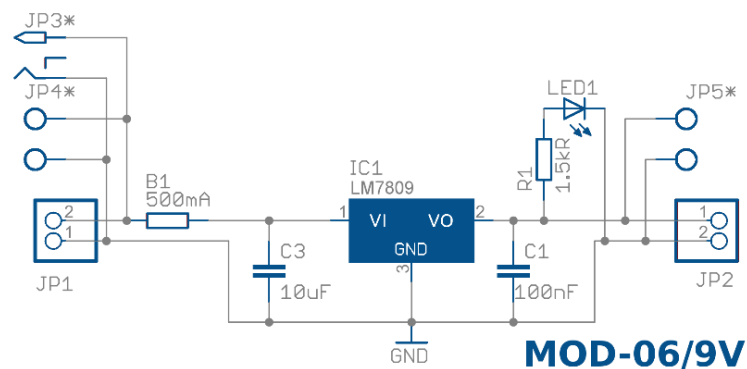 JP3*
JP4*
2
1
JP1
B1
500mA
C3
10uF
IC1
LM7809
1
VI
VO
2
GND
3
GND
R1
1.5kR
LED1
C1
100nF
JP5*
1
2
JP2
MOD-06/9V